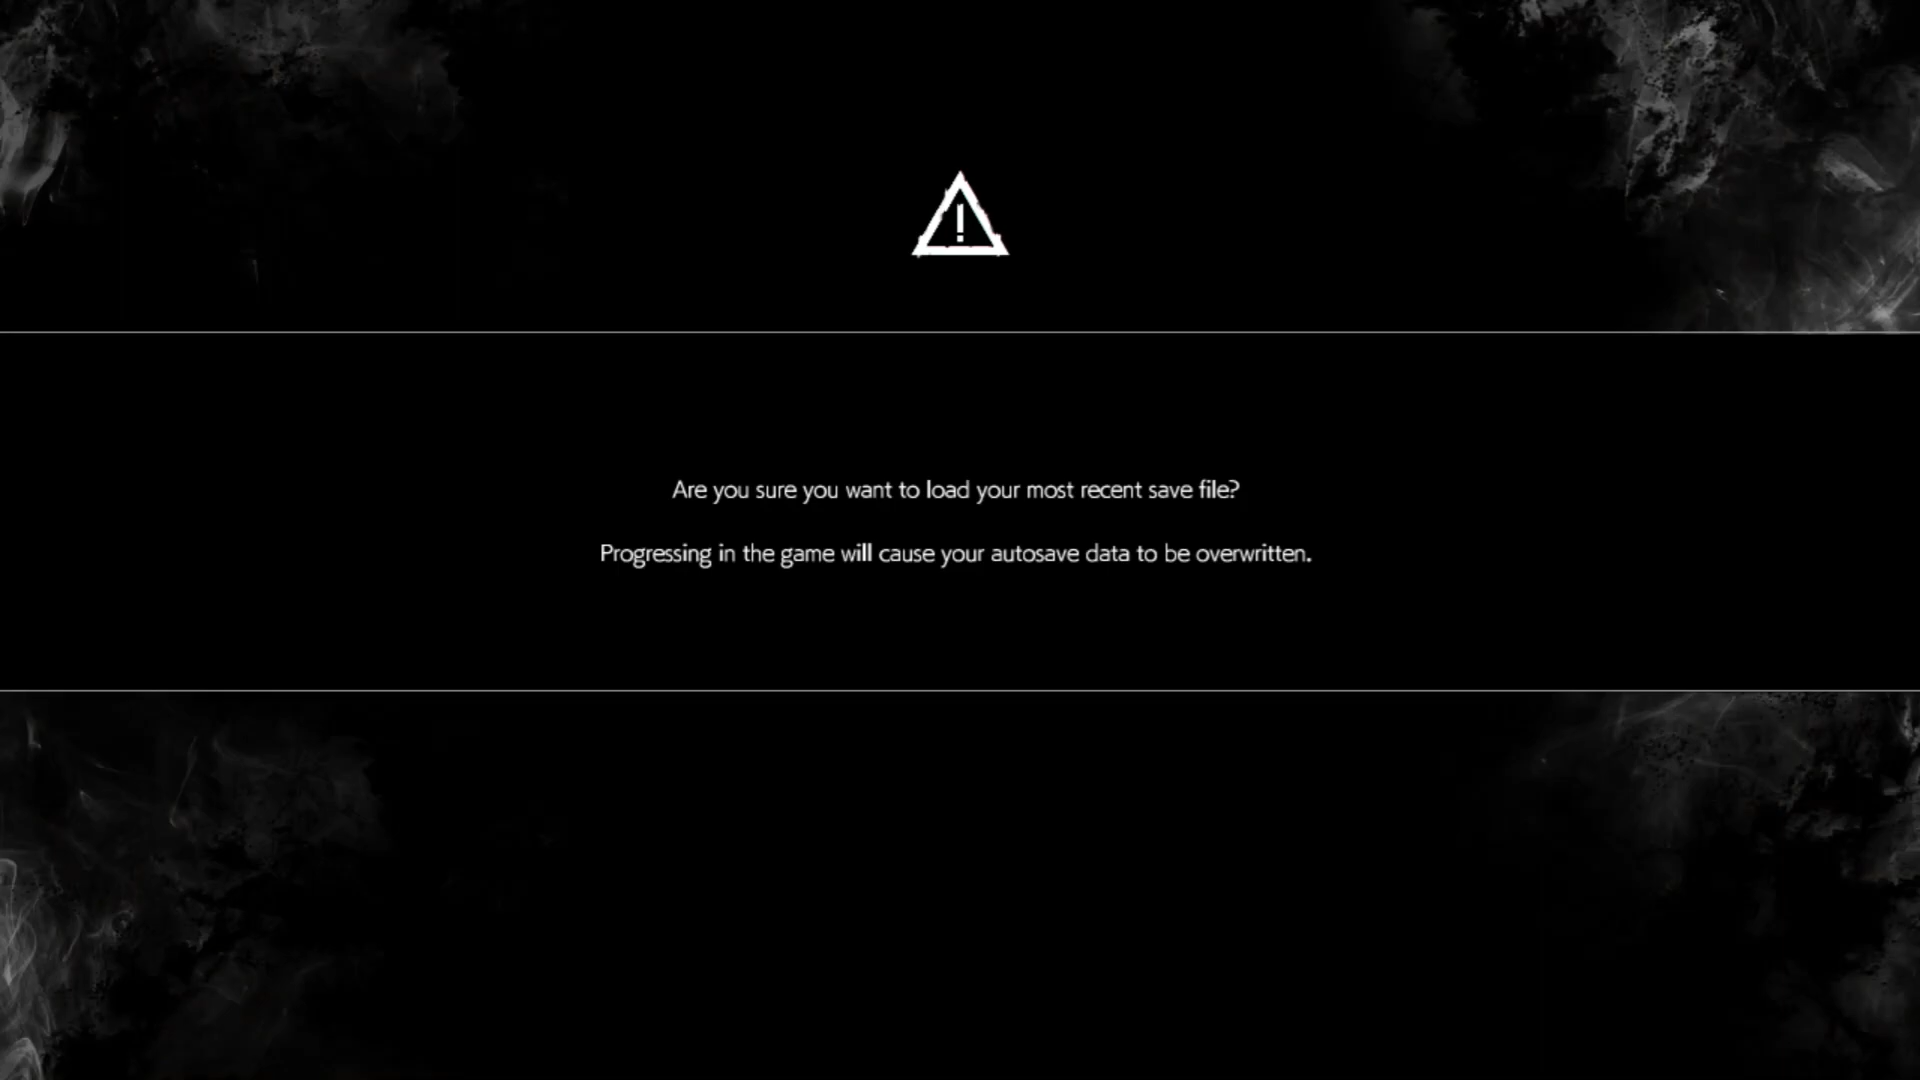 !
Are you sure you want to load your most recent save file?
Progressing in the game will cause your autosave data to be overwritten.